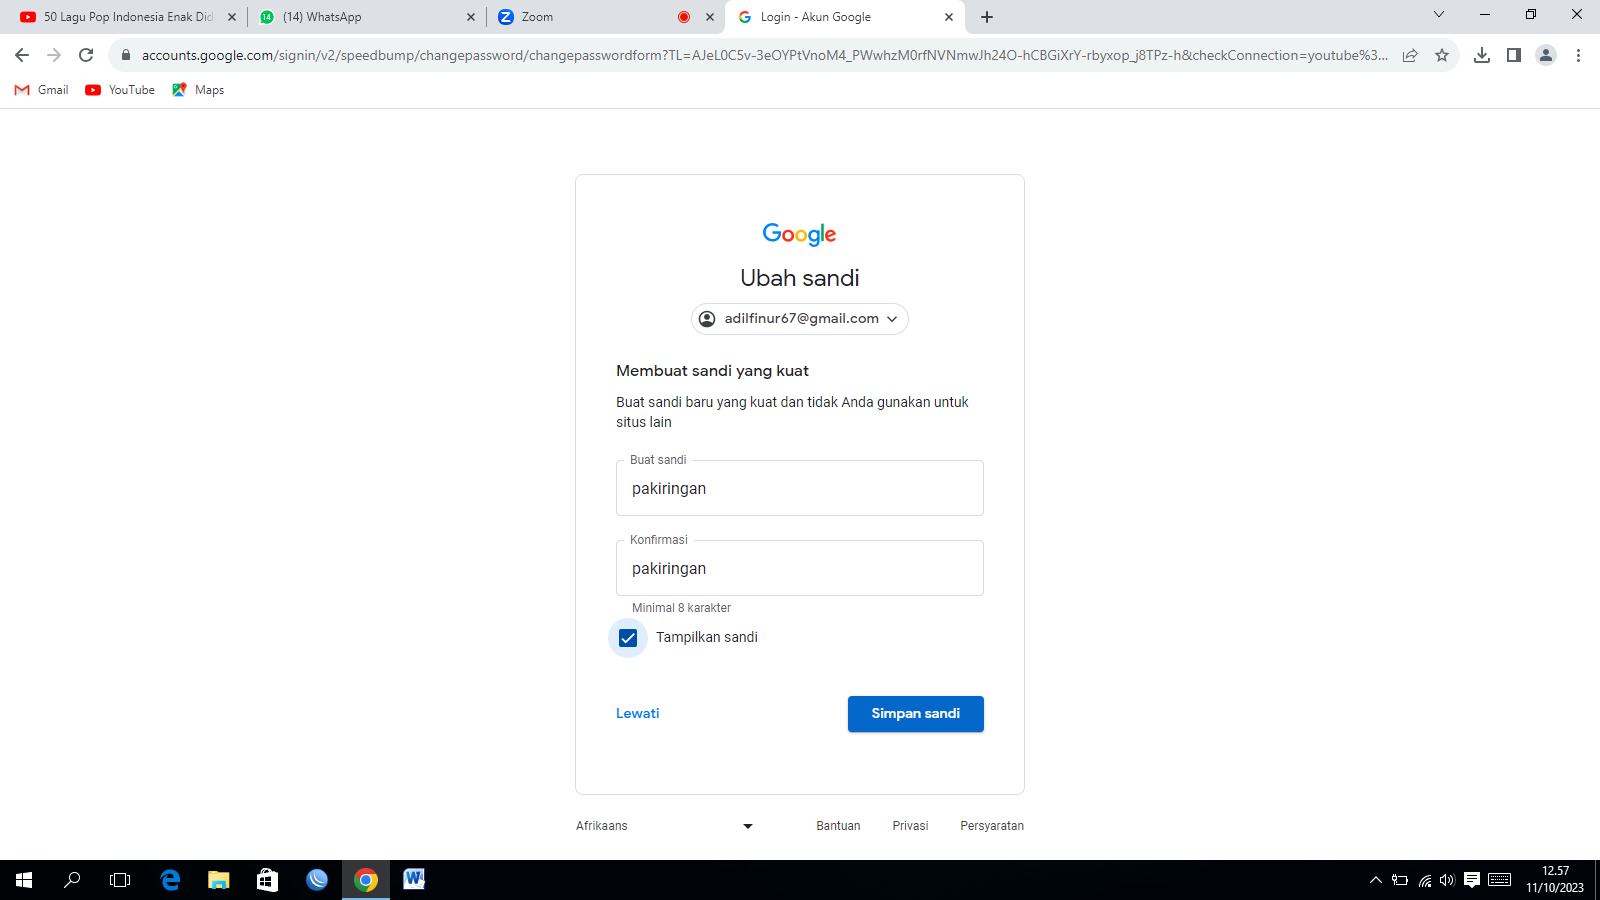 50 Lagu Pop Indonesia Enak Did
14 (14) WhatsApp
Zoom
Login - Akun Google
accounts.google.com/signin/v2/speedbump/changepassword/changepasswordform?TL=AJeL0C5v-3eOYPtVnoM4_PWwhzM0rfNVNmwJh24O-hCBGiXrY-rbyxop_j8TPz-h&checkConnection=youtube%3...
Gmail
YouTube
Maps
Google
Ubah sandi
adilfinur67@gmail.com
Membuat sandi yang kuat
Buat sandi baru yang kuat dan tidak Anda gunakan untuk
situs lain
Buat sandi
pakiringan
Konfirmasi
pakiringan
Minimal 8 karakter
Tampilkan sandi
Lewati
Simpan sandi
Afrikaans
Bantuan
Privasi
Persyaratan
12.57
11/10/2023